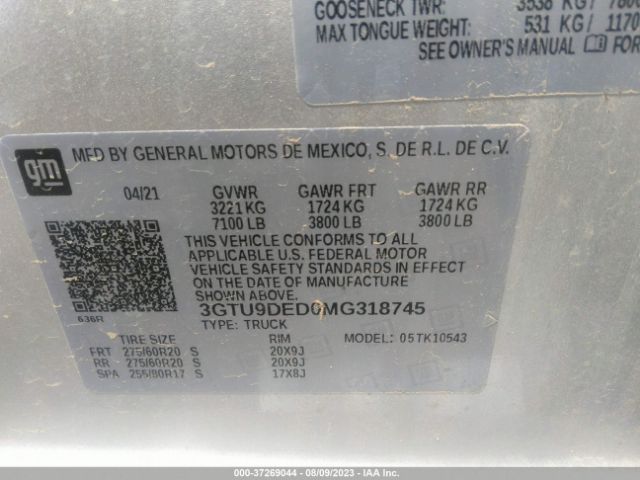 GOOSENECK TWR: 3538 KG/ 780
MAX TONGUE WEIGHT: 531 KG/ 1170
SEE OWNER'S MANUAL FOR
gm
MFD BY GENERAL MOTORS DE MEXICO, S. DE R.L. DE C.V.
04/21 GVWR GAWR FRT GAWR RR
3221 KG 1724 KG 1724 KG
7100 LB 3800 LB 3800 LB
THIS VEHICLE CONFORMS TO ALL
APPLICABLE U.S. FEDERAL MOTOR
VEHICLE SAFETY STANDARDS IN EFFECT
ON THE DATE OF MANUFACTURE
SHOWN ABOVE.
636R 3GTU9DED0MG318745
TYPE: TRUCK MODEL: 05TK10543
TIRE SIZE RIM
FRT 275/60R20 S 20X9J
RR 275/60R20 S 20X9J
SPA 255/80R17 S 17X8J
000-37269044 - 08/09/2023 - IAA Inc.